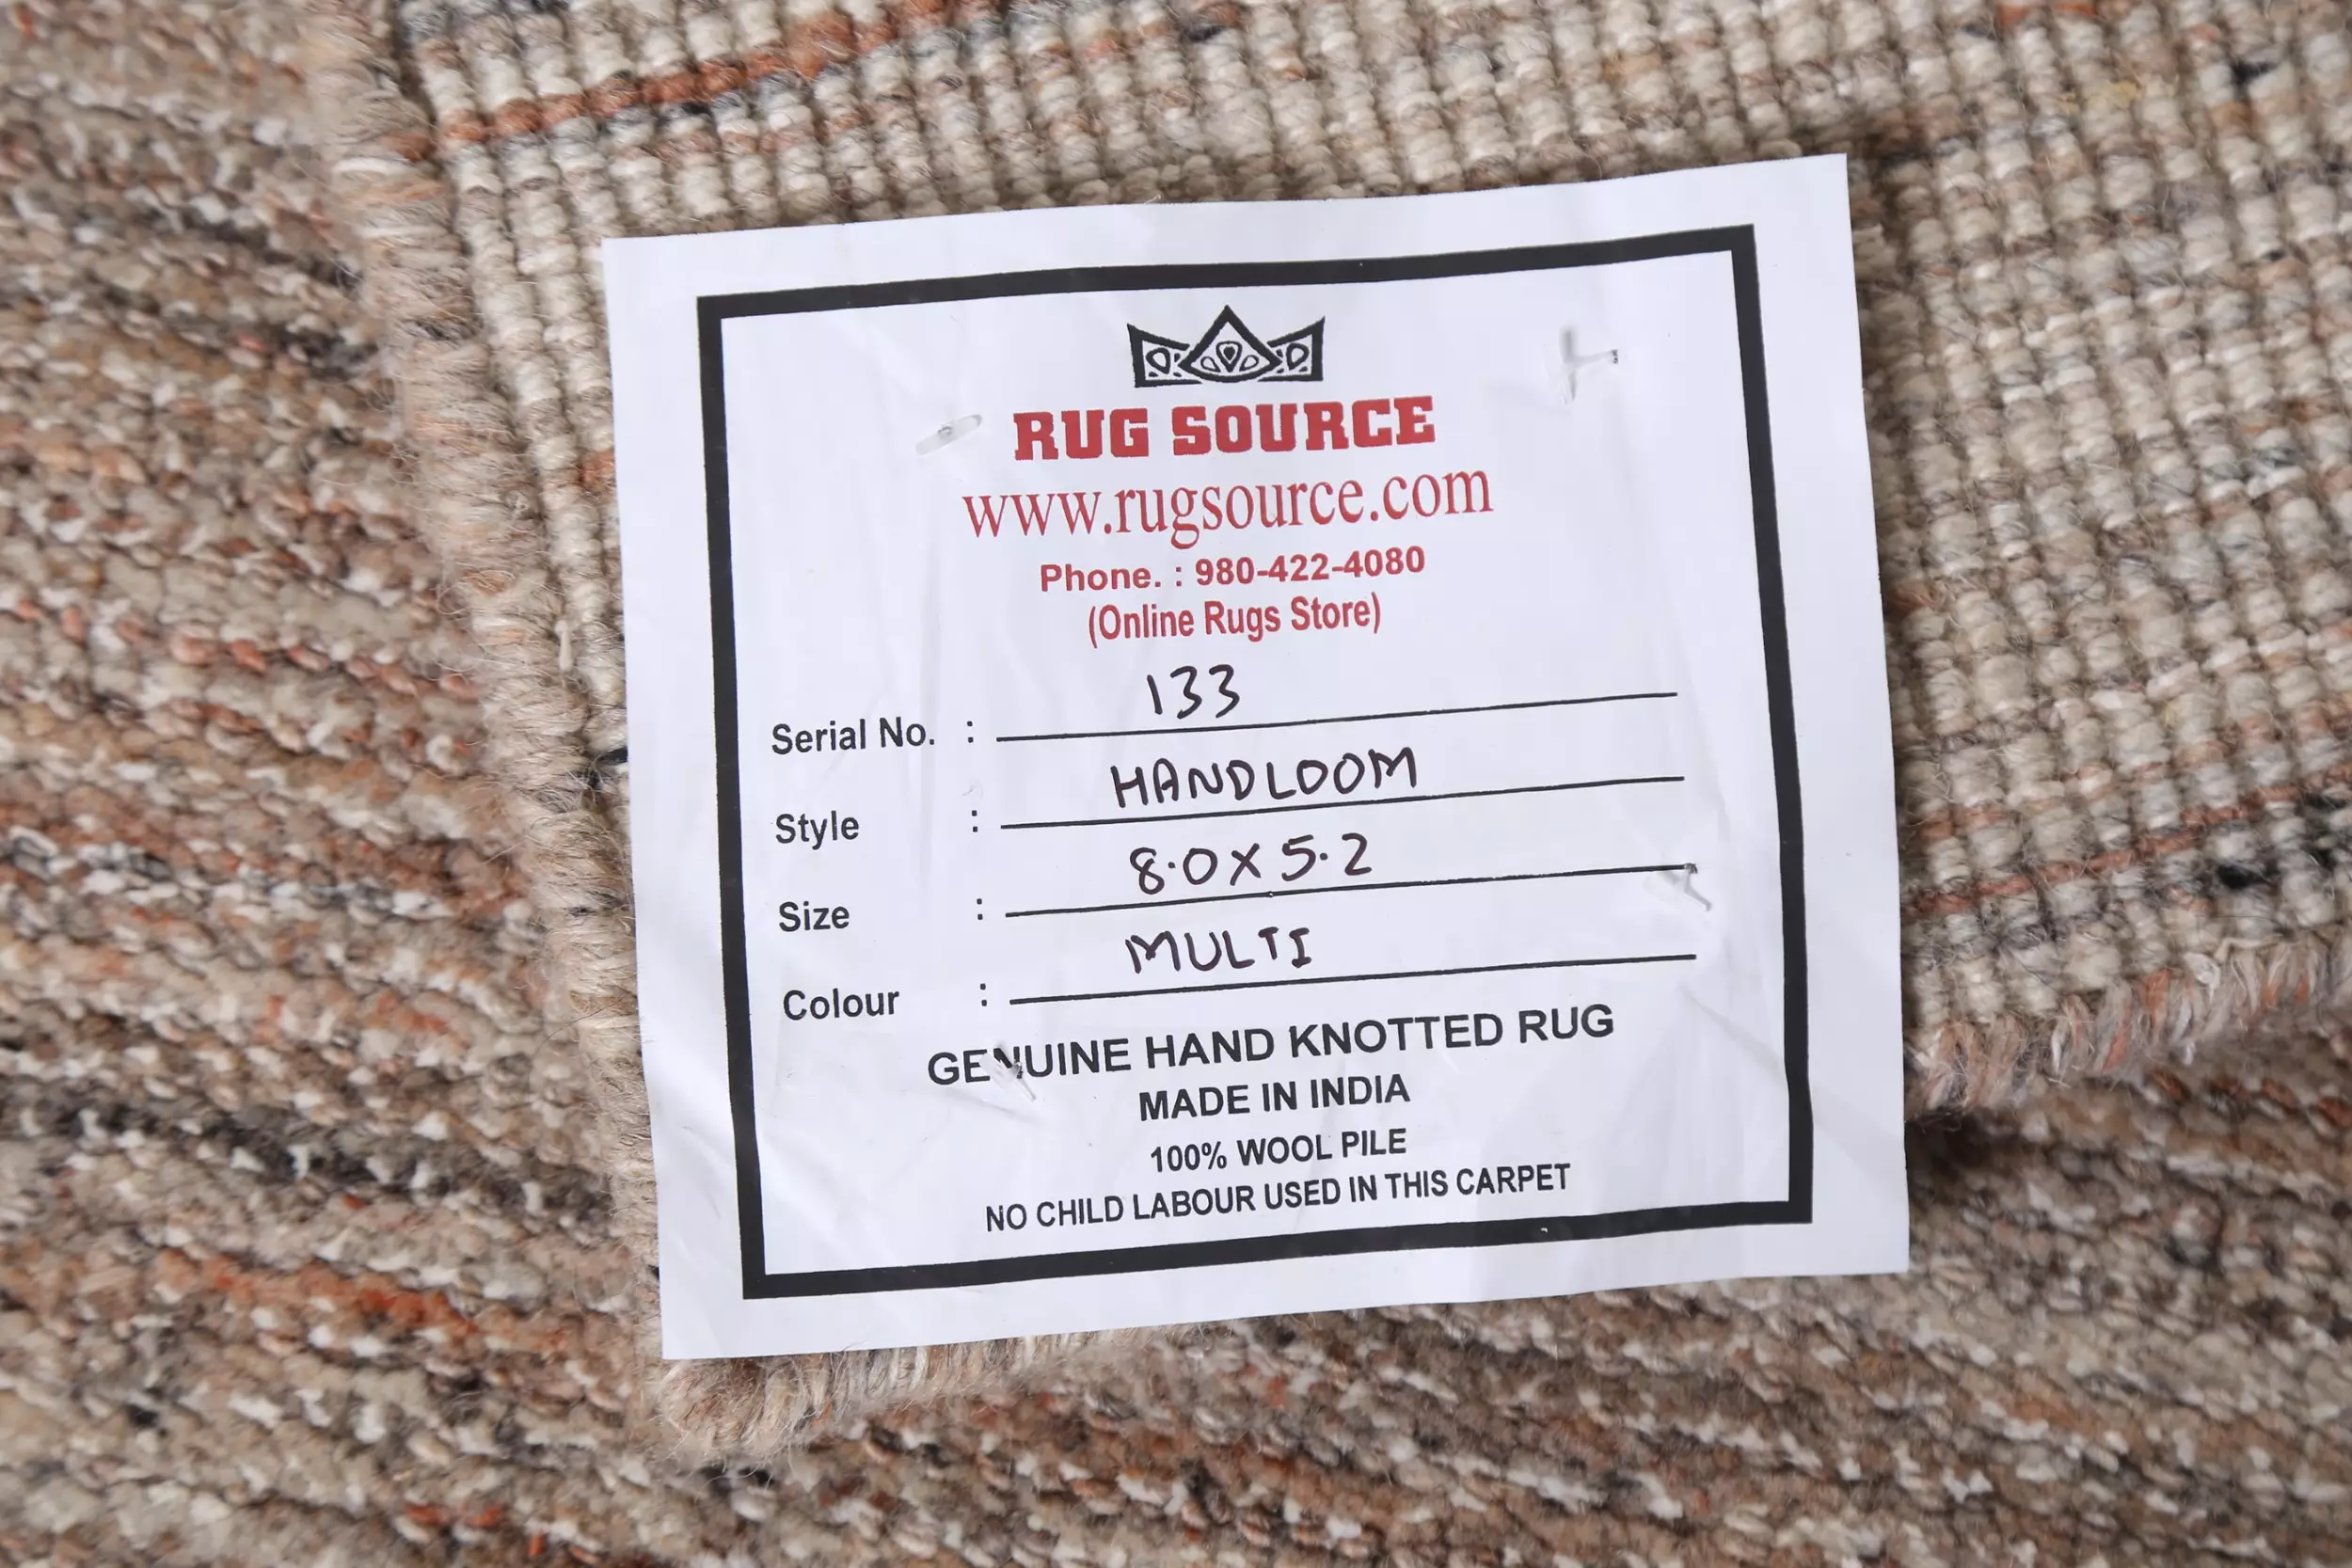 RUG SOURCE
www.rugsource.com
Phone. : 980-422-4080
(Online Rugs Store)
Serial No. : 133
Style : HANDLOOM
Size : 8.0 X 5.2
Colour : MULTI
GENUINE HAND KNOTTED RUG
MADE IN INDIA
100% WOOL PILE
NO CHILD LABOUR USED IN THIS CARPET